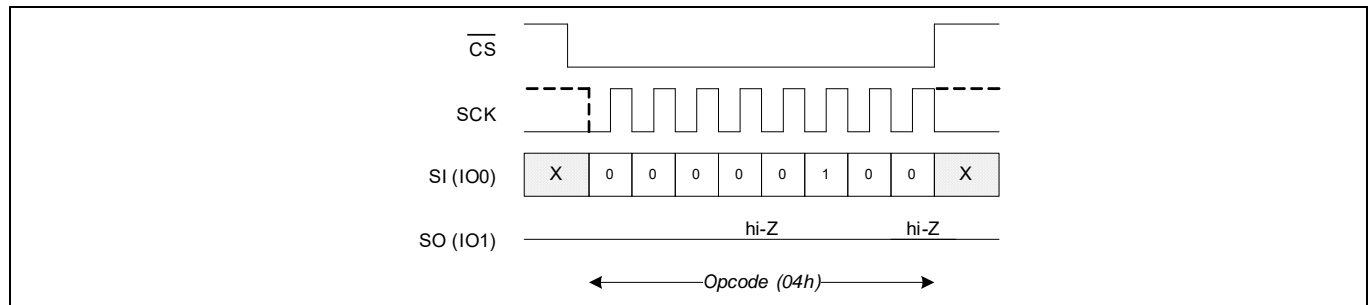 CS
SCK
SI (IO0) X 0 0 0 0 0 1 0 0 X
SO (IO1) hi-Z hi-Z
Opcode (04h)